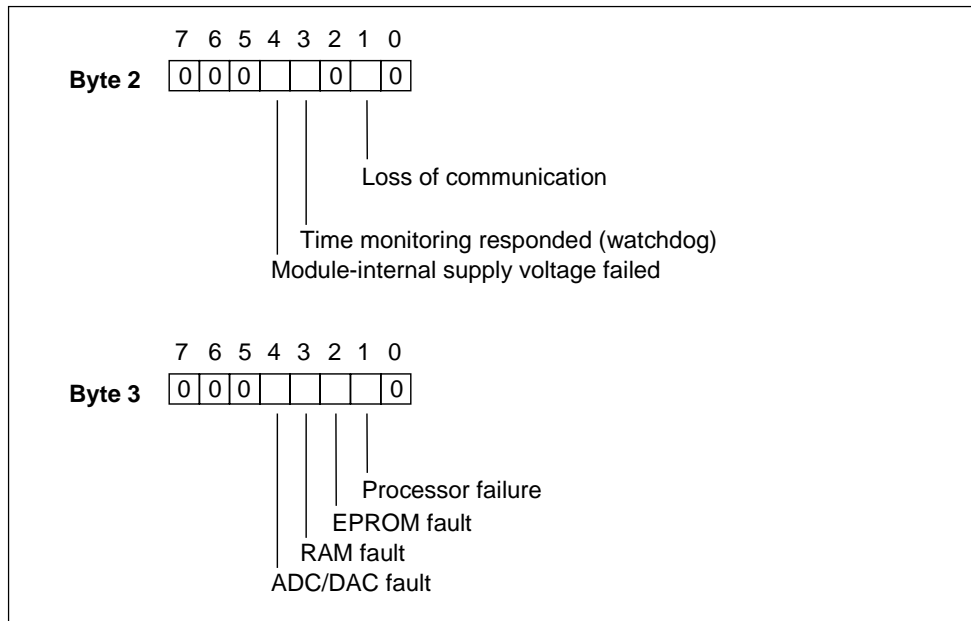 7 6 5 4 3 2 1 0
Byte 2 0 0 0 0 0
Loss of communication
Time monitoring responded (watchdog)
Module-internal supply voltage failed
7 6 5 4 3 2 1 0
Byte 3 0 0 0 0
Processor failure
EPROM fault
RAM fault
ADC/DAC fault